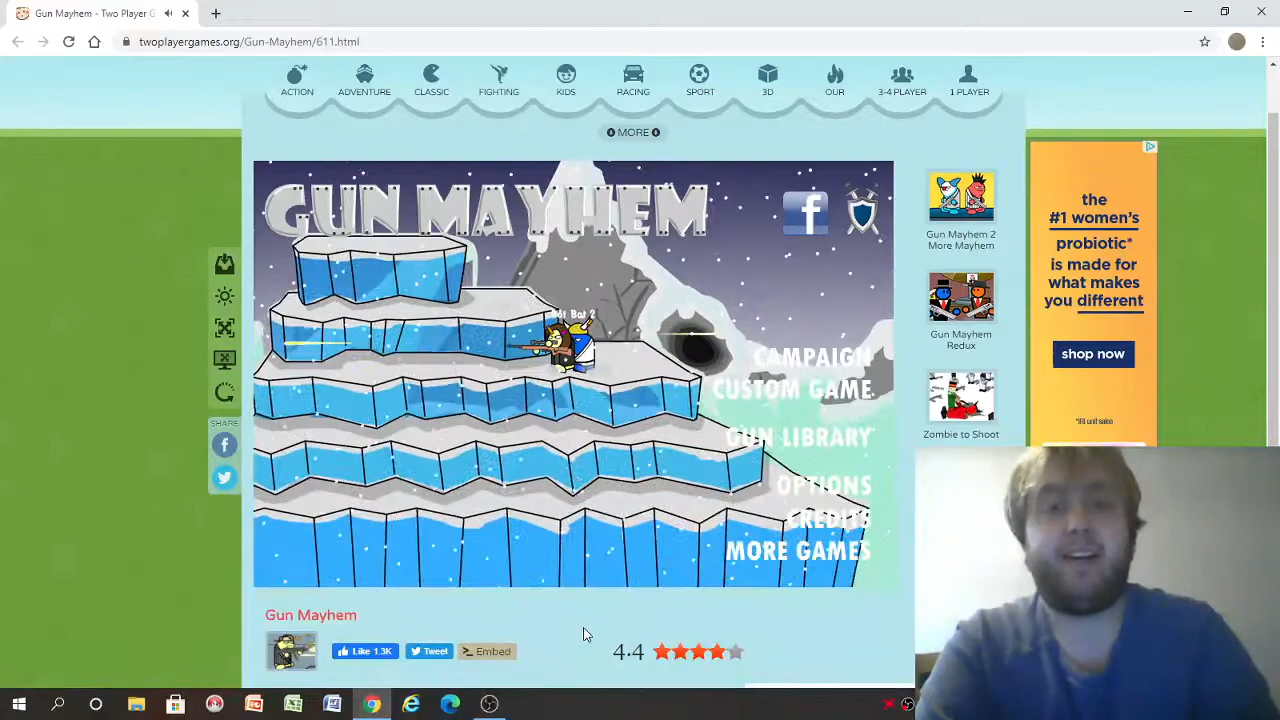 Gun Mayhem - Two Player G
twoplayergames.org/Gun-Mayhem/611.html
ACTION
ADVENTURE
CLASSIC
FIGHTING
KIDS
RACING
SPORT
3D
OUR
3-4 PLAYER
1 PLAYER
MORE
GUN MAYHEM
Bot 2
CAMPAIGN
CUSTOM GAME
GUN LIBRARY
OPTIONS
CREDITS
MORE GAMES
SHARE
Gun Mayhem 2
More Mayhem
Gun Mayhem
Redux
Zombie to Shoot
the
#1 women's
probiotic*
is made for
what makes
you different
shop now
Gun Mayhem
Like 1.3K
Tweet
Embed
4.4